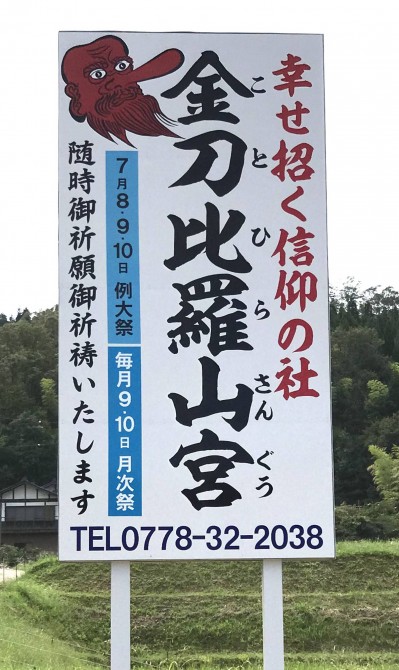 幸せ招く信仰の社
金刀比羅山宮
ことひらさんぐう
7月8・9・10日 例大祭
毎月9・10日 月次祭
随時御祈願御祈祷いたします
TEL0778-32-2038